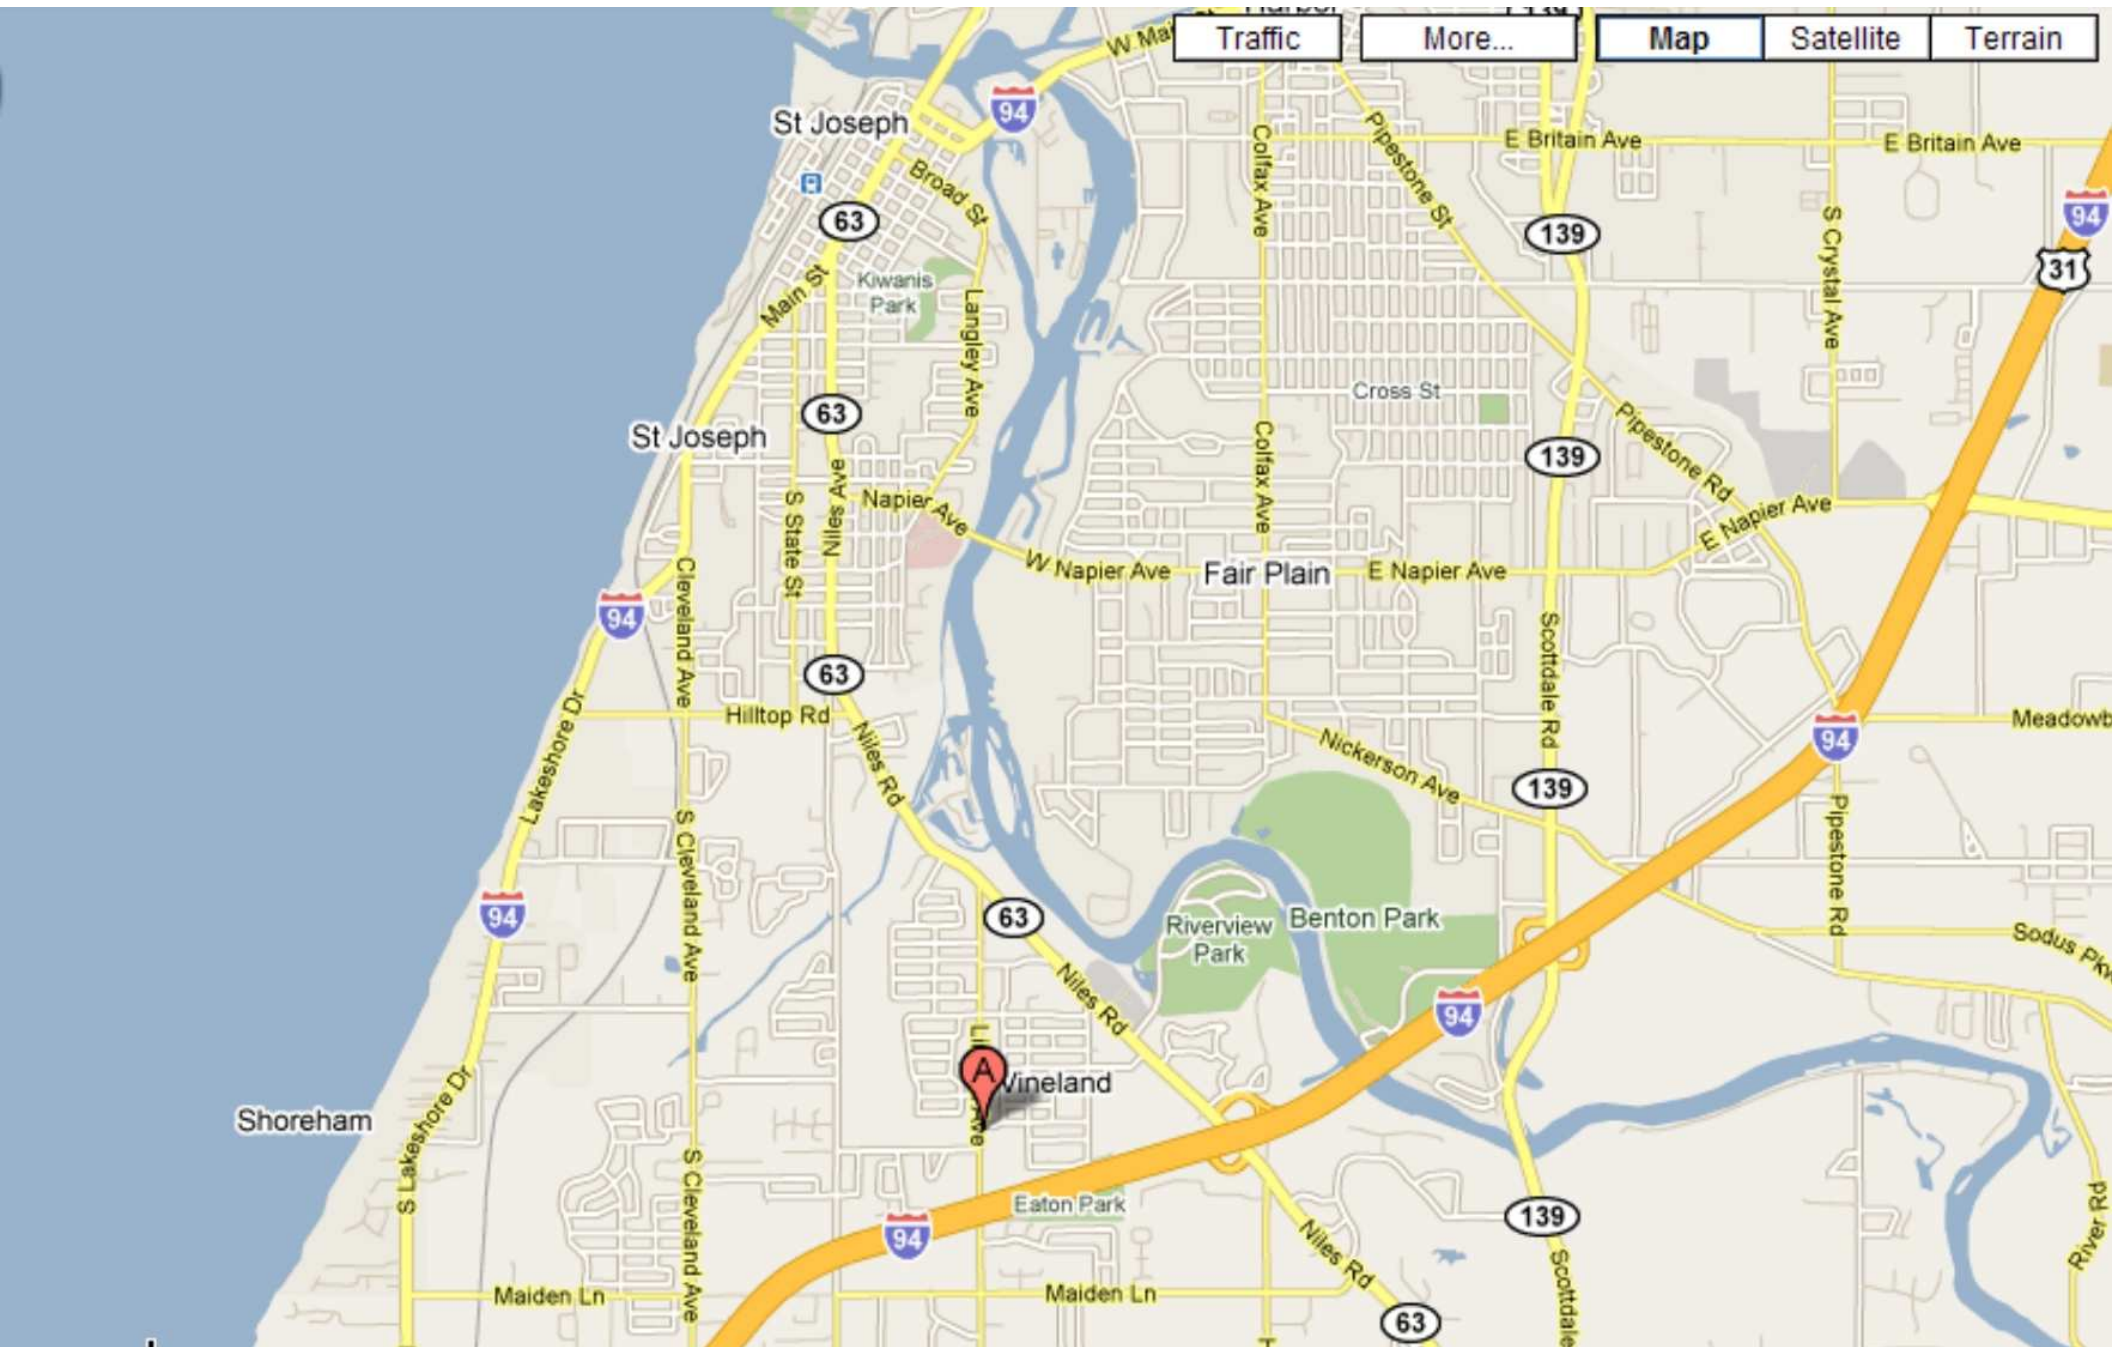 Traffic
More...
Map
Satellite
Terrain
W Mai
94
St Joseph
E Britain Ave
E Britain Ave
Pipestone St
Colfax Ave
Broad St
63
139
S Crystal Ave
94
31
Kiwanis
Park
Main St
Langley Ave
Cross St
63
St Joseph
Colfax Ave
139
Pipestone Rd
S State St
Niles Ave
Napier Ave
E Napier Ave
W Napier Ave
Fair Plain
E Napier Ave
Cleveland Ave
94
Scottdale Rd
63
Hilltop Rd
Meadowb
94
Lakeshore Dr
Niles Rd
Nickerson Ave
139
S Cleveland Ave
Pipestone Rd
94
63
Riverview
Park
Benton Park
Sodus Pkw
Niles Rd
94
Vineland
A
Ave
S Lakeshore Dr
Shoreham
S Cleveland Ave
Eaton Park
94
139
River Rd
Niles Rd
Scottdale
Maiden Ln
Maiden Ln
63